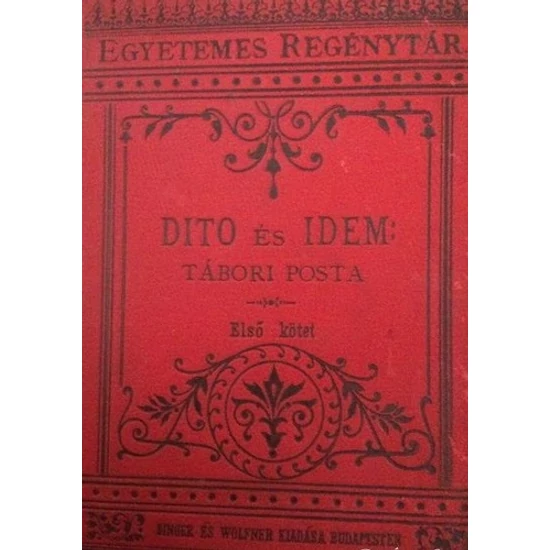 EGYETEMES REGÉNYTÁR
DITO ÉS IDEM:
TÁBORI POSTA
Első kötet
SINGER ÉS WOLFNER KIADÁSA BUDAPESTEN